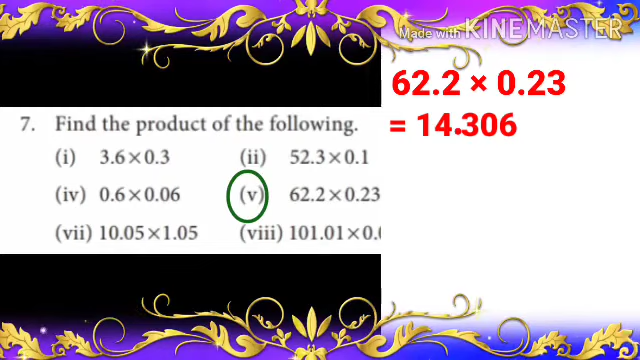 Made with KINEMASTER
62.2 × 0.23
= 14.306
7. Find the product of the following.
(i) 3.6×0.3 (ii) 52.3×0.1
(iv) 0.6×0.06 (v) 62.2×0.23
(vii) 10.05×1.05 (viii) 101.01×0.